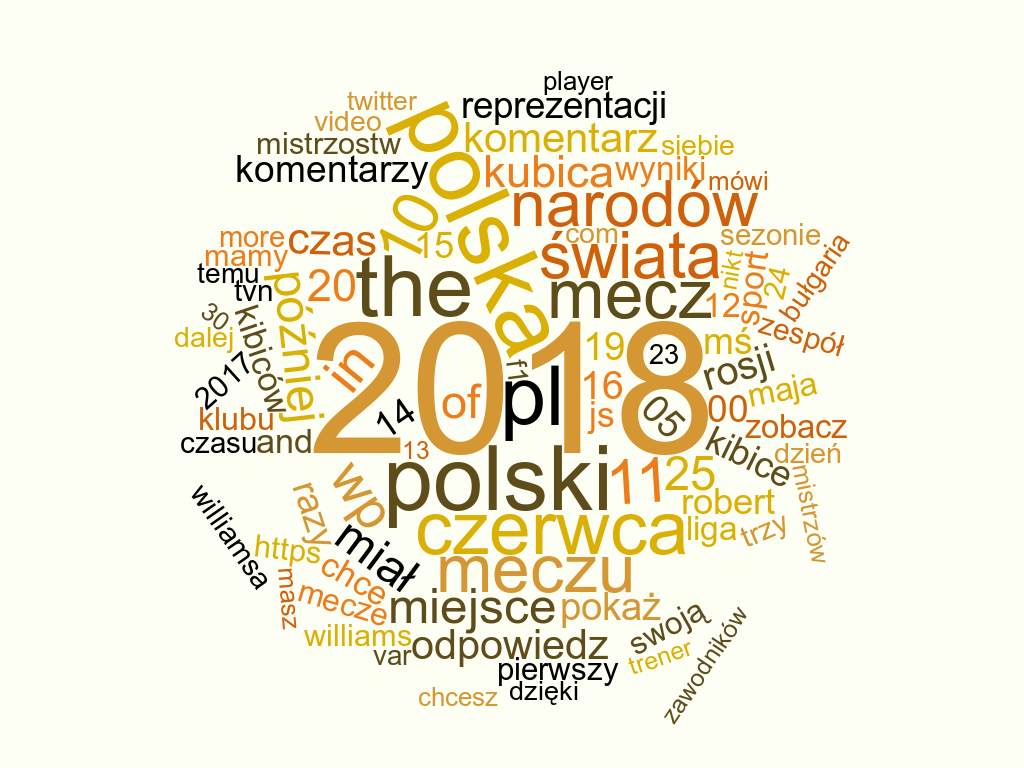 player
twitter
reprezentacji
video
polska
komentarz
siebie
mistrzostw
komentarzy
kubica
wyniki
mówi
narodów
10
more
czas
15
com
sezonie
mamy
świata
nikt
sport
24
bułgaria
temu
tvn
później
20
the
mecz
12
zespół
30
kibiców
dalej
2018
19
23
mś
rosji
2017
in
f1
pl
16
maja
klubu
14
of
js
05
00
zobacz
czasu
and
13
kibice
dzień
wp
polski
11
25
mistrzów
williamsa
razy
miał
czerwca
robert
liga
trzy
https
chce
meczu
masz
mecze
miejsce
pokaż
williams
var
odpowiedz
swoją
pierwszy
trener
zawodników
chcesz
dzięki